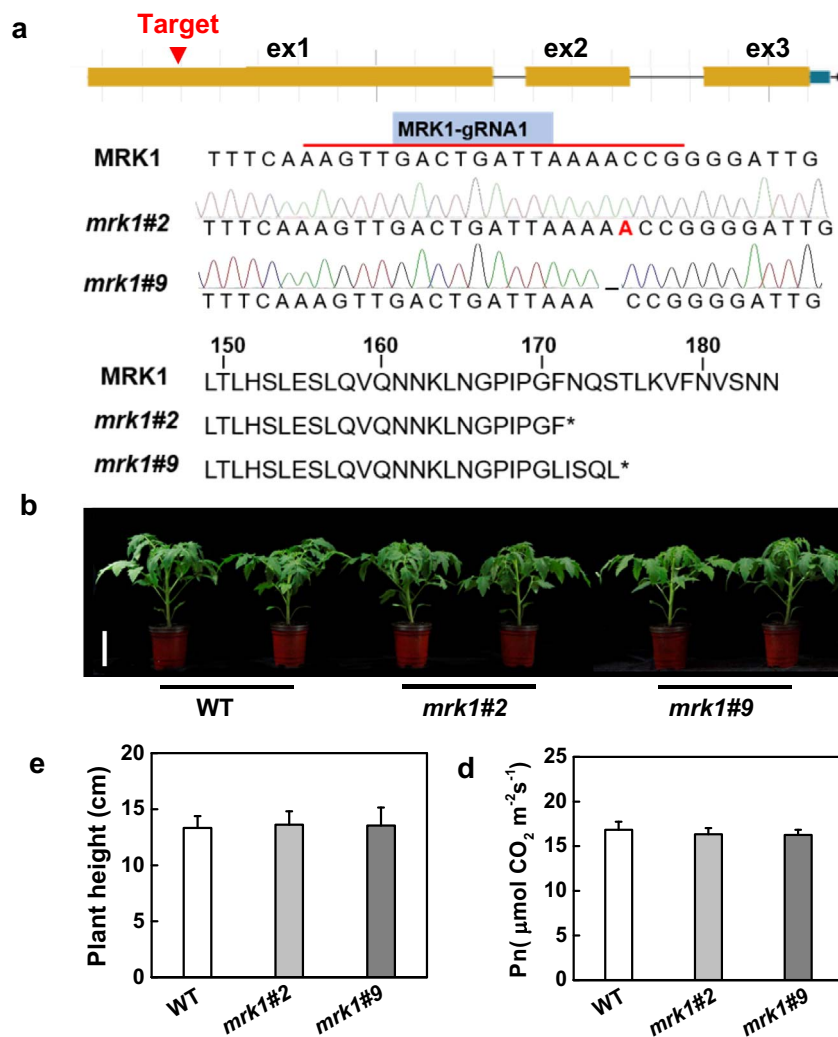 a
Target
ex1 ex2 ex3
MRK1-gRNA1
MRK1 TTTCAAAGTTGACTGATTAAAACCGGGGATTG
mrk1#2 TTTCAAAGTTGACTGATTAAAAACCGGGGATTG
mrk1#9 TTTCAAAGTTGACTGATTAAA – CCGGGGATTG
150 160 170 180
MRK1 LTLHSLESLQVQNNKLNGPIPGFNQSTLKVFNVSNN
mrk1#2 LTLHSLESLQVQNNKLNGPIPGF*
mrk1#9 LTLHSLESLQVQNNKLNGPIPGLISQL*
b
WT mrk1#2 mrk1#9
e
Plant height (cm)
20
15
10
5
0
WT mrk1#2 mrk1#9
d
Pn( μmol CO2 m-2s-1)
25
20
15
10
5
0
WT mrk1#2 mrk1#9